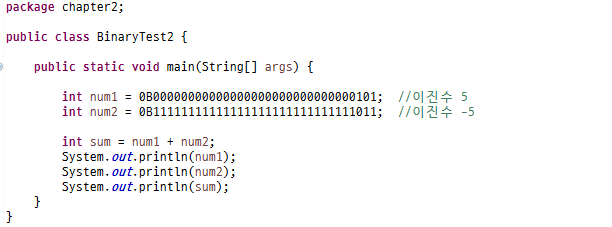 package chapter2;
public class BinaryTest2 {
public static void main(String[] args) {
int num1 = 0B00000000000000000000000000000101; //이진수 5
int num2 = 0B11111111111111111111111111111011; //이진수 -5
int sum = num1 + num2;
System.out.println(num1);
System.out.println(num2);
System.out.println(sum);
}
}